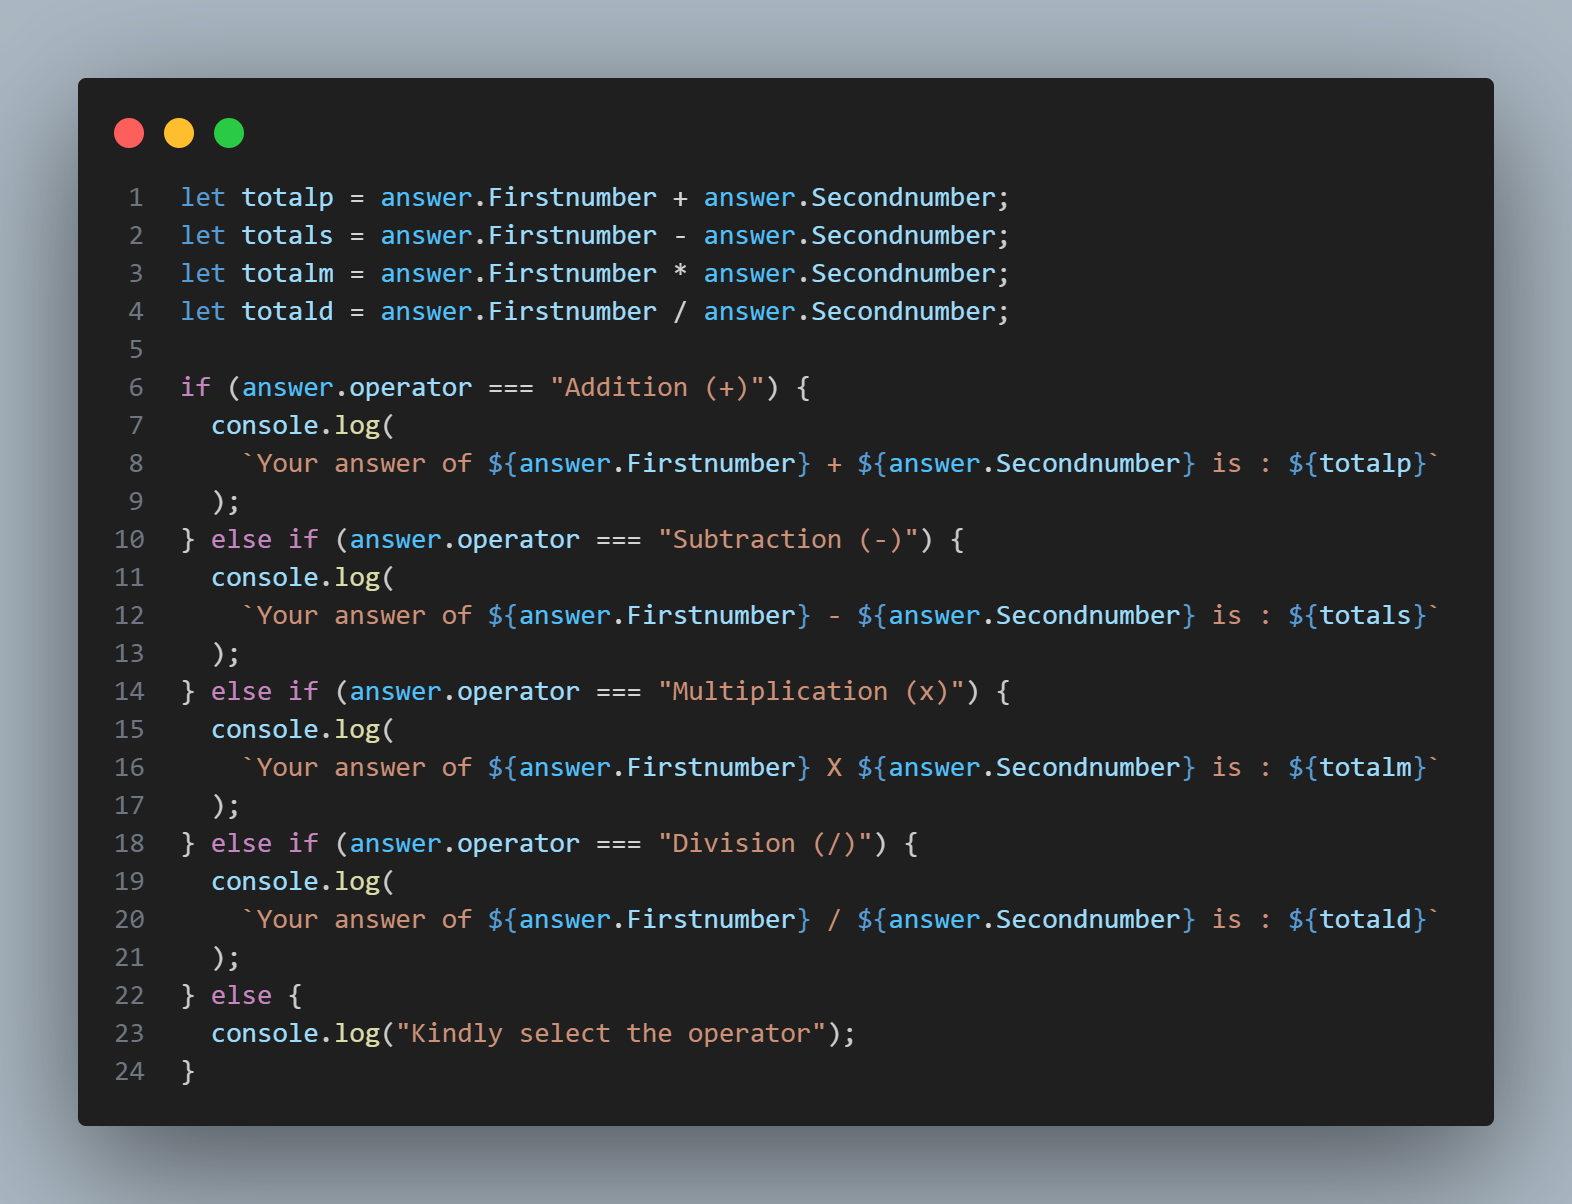 1 let totalp = answer.Firstnumber + answer.Secondnumber;
2 let totals = answer.Firstnumber - answer.Secondnumber;
3 let totalm = answer.Firstnumber * answer.Secondnumber;
4 let totald = answer.Firstnumber / answer.Secondnumber;
5
6 if (answer.operator === "Addition (+)") {
7   console.log(
8     `Your answer of ${answer.Firstnumber} + ${answer.Secondnumber} is : ${totalp}`
9   );
10 } else if (answer.operator === "Subtraction (-)") {
11   console.log(
12     `Your answer of ${answer.Firstnumber} - ${answer.Secondnumber} is : ${totals}`
13   );
14 } else if (answer.operator === "Multiplication (x)") {
15   console.log(
16     `Your answer of ${answer.Firstnumber} X ${answer.Secondnumber} is : ${totalm}`
17   );
18 } else if (answer.operator === "Division (/)") {
19   console.log(
20     `Your answer of ${answer.Firstnumber} / ${answer.Secondnumber} is : ${totald}`
21   );
22 } else {
23   console.log("Kindly select the operator");
24 }